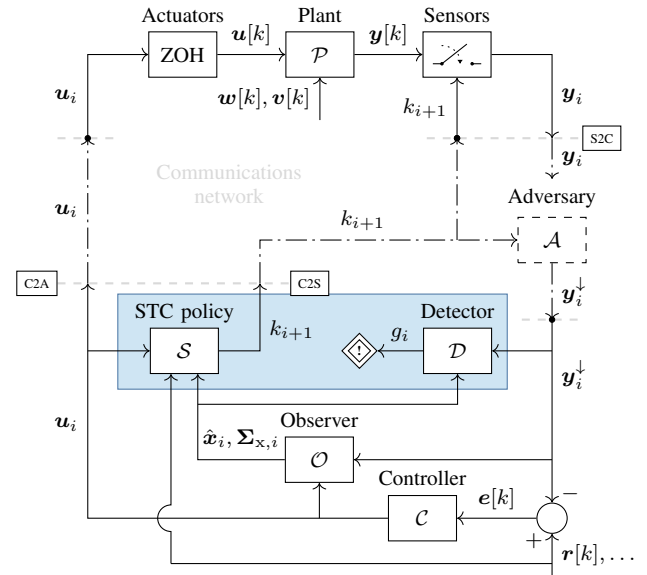 Actuators Plant Sensors
ZOH u[k] 𝒫 y[k]
w[k], v[k]
k_{i+1}
u_i
y_i
S2C
y_i
Communications
network
u_i
Adversary
k_{i+1}
𝒜
C2A
C2S
y_i^↓
STC policy
Detector
k_{i+1}
𝒮
!
g_i
𝒟
y_i^↓
u_i
x̂_i, Σ_{x,i}
Observer
𝒪
Controller
𝒞
e[k]
−
+
r[k], ...